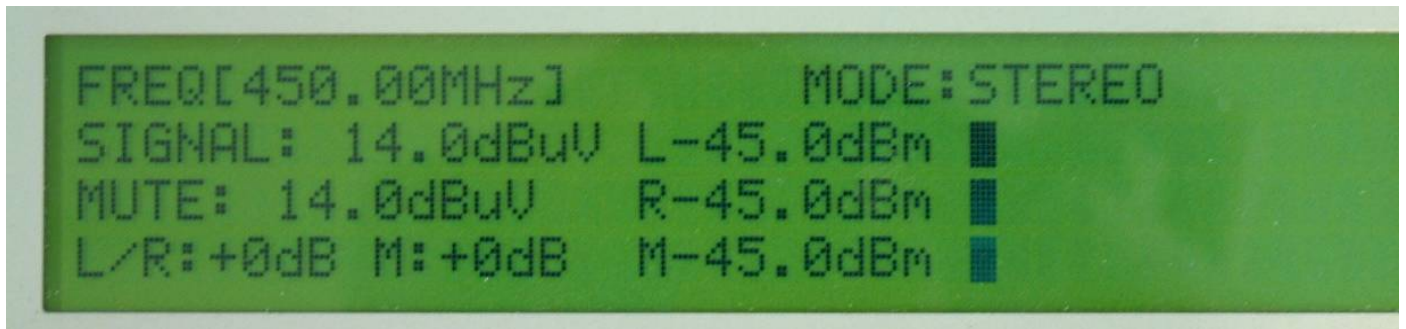 FREQ[450.00MHz] MODE:STEREO
SIGNAL: 14.0dBuV L-45.0dBm
MUTE: 14.0dBuV R-45.0dBm
L/R:+0dB M:+0dB M-45.0dBm